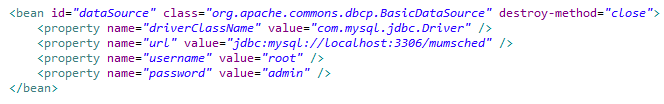 <bean id="dataSource" class="org.apache.commons.dbcp.BasicDataSource" destroy-method="close">
<property name="driverClassName" value="com.mysql.jdbc.Driver" />
<property name="url" value="jdbc:mysql://localhost:3306/mumsched" />
<property name="username" value="root" />
<property name="password" value="admin" />
</bean>